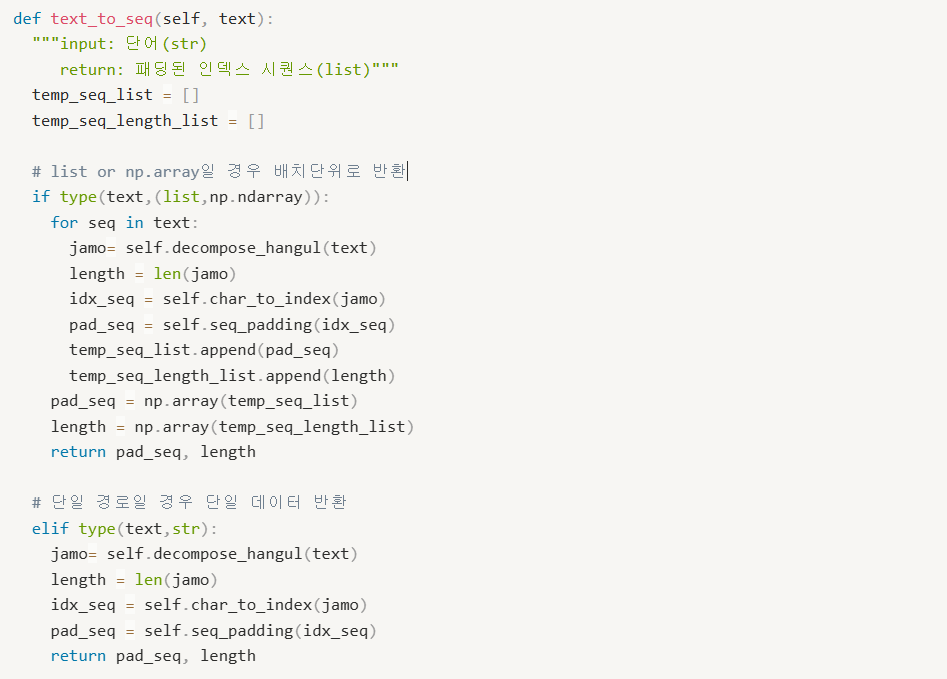 def text_to_seq(self, text):
"""input: 단어(str)
return: 패딩된 인덱스 시퀀스(list)"""
temp_seq_list = []
temp_seq_length_list = []
# list or np.array일 경우 배치단위로 반환
if type(text,(list,np.ndarray)):
for seq in text:
jamo= self.decompose_hangul(text)
length = len(jamo)
idx_seq = self.char_to_index(jamo)
pad_seq = self.seq_padding(idx_seq)
temp_seq_list.append(pad_seq)
temp_seq_length_list.append(length)
pad_seq = np.array(temp_seq_list)
length = np.array(temp_seq_length_list)
return pad_seq, length
# 단일 경로일 경우 단일 데이터 반환
elif type(text,str):
jamo= self.decompose_hangul(text)
length = len(jamo)
idx_seq = self.char_to_index(jamo)
pad_seq = self.seq_padding(idx_seq)
return pad_seq, length